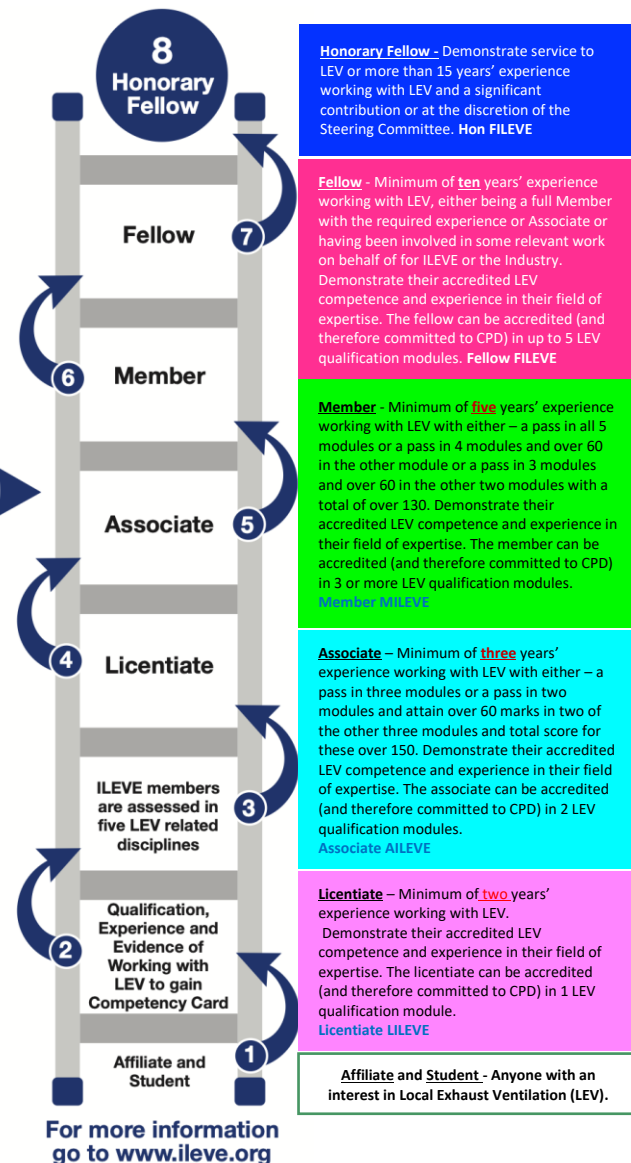 8
Honorary
Fellow
Fellow
7
6
Member
Associate
5
4
Licentiate
ILEVE members
are assessed in
five LEV related
disciplines
3
Qualification,
Experience and
Evidence of
Working with
LEV to gain
Competency Card
2
Affiliate and
Student
1
For more information
go to www.ileve.org
Honorary Fellow - Demonstrate service to
LEV or more than 15 years’ experience
working with LEV and a significant
contribution or at the discretion of the
Steering Committee. Hon FILEVE
Fellow - Minimum of ten years’ experience
working with LEV, either being a full Member
with the required experience or Associate or
having been involved in some relevant work
on behalf of for ILEVE or the Industry.
Demonstrate their accredited LEV
competence and experience in their field of
expertise. The fellow can be accredited (and
therefore committed to CPD) in up to 5 LEV
qualification modules. Fellow FILEVE
Member - Minimum of five years’ experience
working with LEV with either – a pass in all 5
modules or a pass in 4 modules and over 60
in the other module or a pass in 3 modules
and over 60 in the other two modules with a
total of over 130. Demonstrate their
accredited LEV competence and experience in
their field of expertise. The member can be
accredited (and therefore committed to CPD)
in 3 or more LEV qualification modules.
Member MILEVE
Associate – Minimum of three years’
experience working with LEV with either – a
pass in three modules or a pass in two
modules and attain over 60 marks in two of
the other three modules and total score for
these over 150. Demonstrate their accredited
LEV competence and experience in their field
of expertise. The associate can be accredited
(and therefore committed to CPD) in 2 LEV
qualification modules.
Associate AILEVE
Licentiate – Minimum of two years’
experience working with LEV.
Demonstrate their accredited LEV
competence and experience in their field of
expertise. The licentiate can be accredited
(and therefore committed to CPD) in 1 LEV
qualification module.
Licentiate LILEVE
Affiliate and Student - Anyone with an
interest in Local Exhaust Ventilation (LEV).